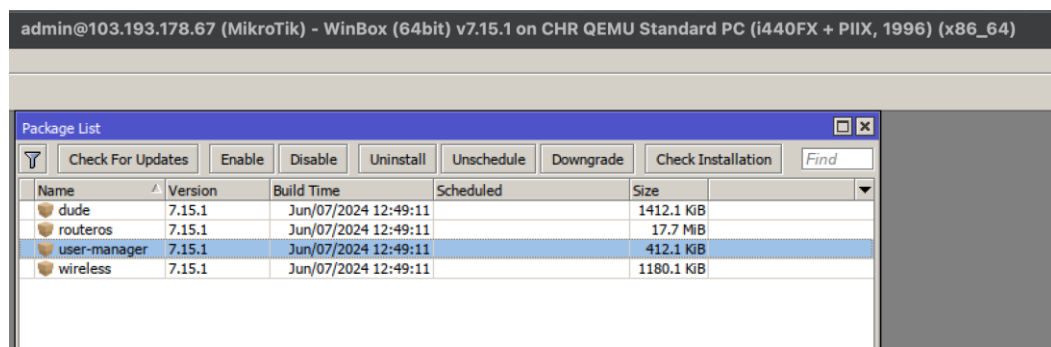 admin@103.193.178.67 (MikroTik) - WinBox (64bit) v7.15.1 on CHR QEMU Standard PC (i440FX + PIIX, 1996) (x86_64)
Package List
Check For Updates Enable Disable Uninstall Unschedule Downgrade Check Installation Find
Name Version Build Time Scheduled Size
dude 7.15.1 Jun/07/2024 12:49:11 1412.1 KiB
routeros 7.15.1 Jun/07/2024 12:49:11 17.7 MiB
user-manager 7.15.1 Jun/07/2024 12:49:11 412.1 KiB
wireless 7.15.1 Jun/07/2024 12:49:11 1180.1 KiB